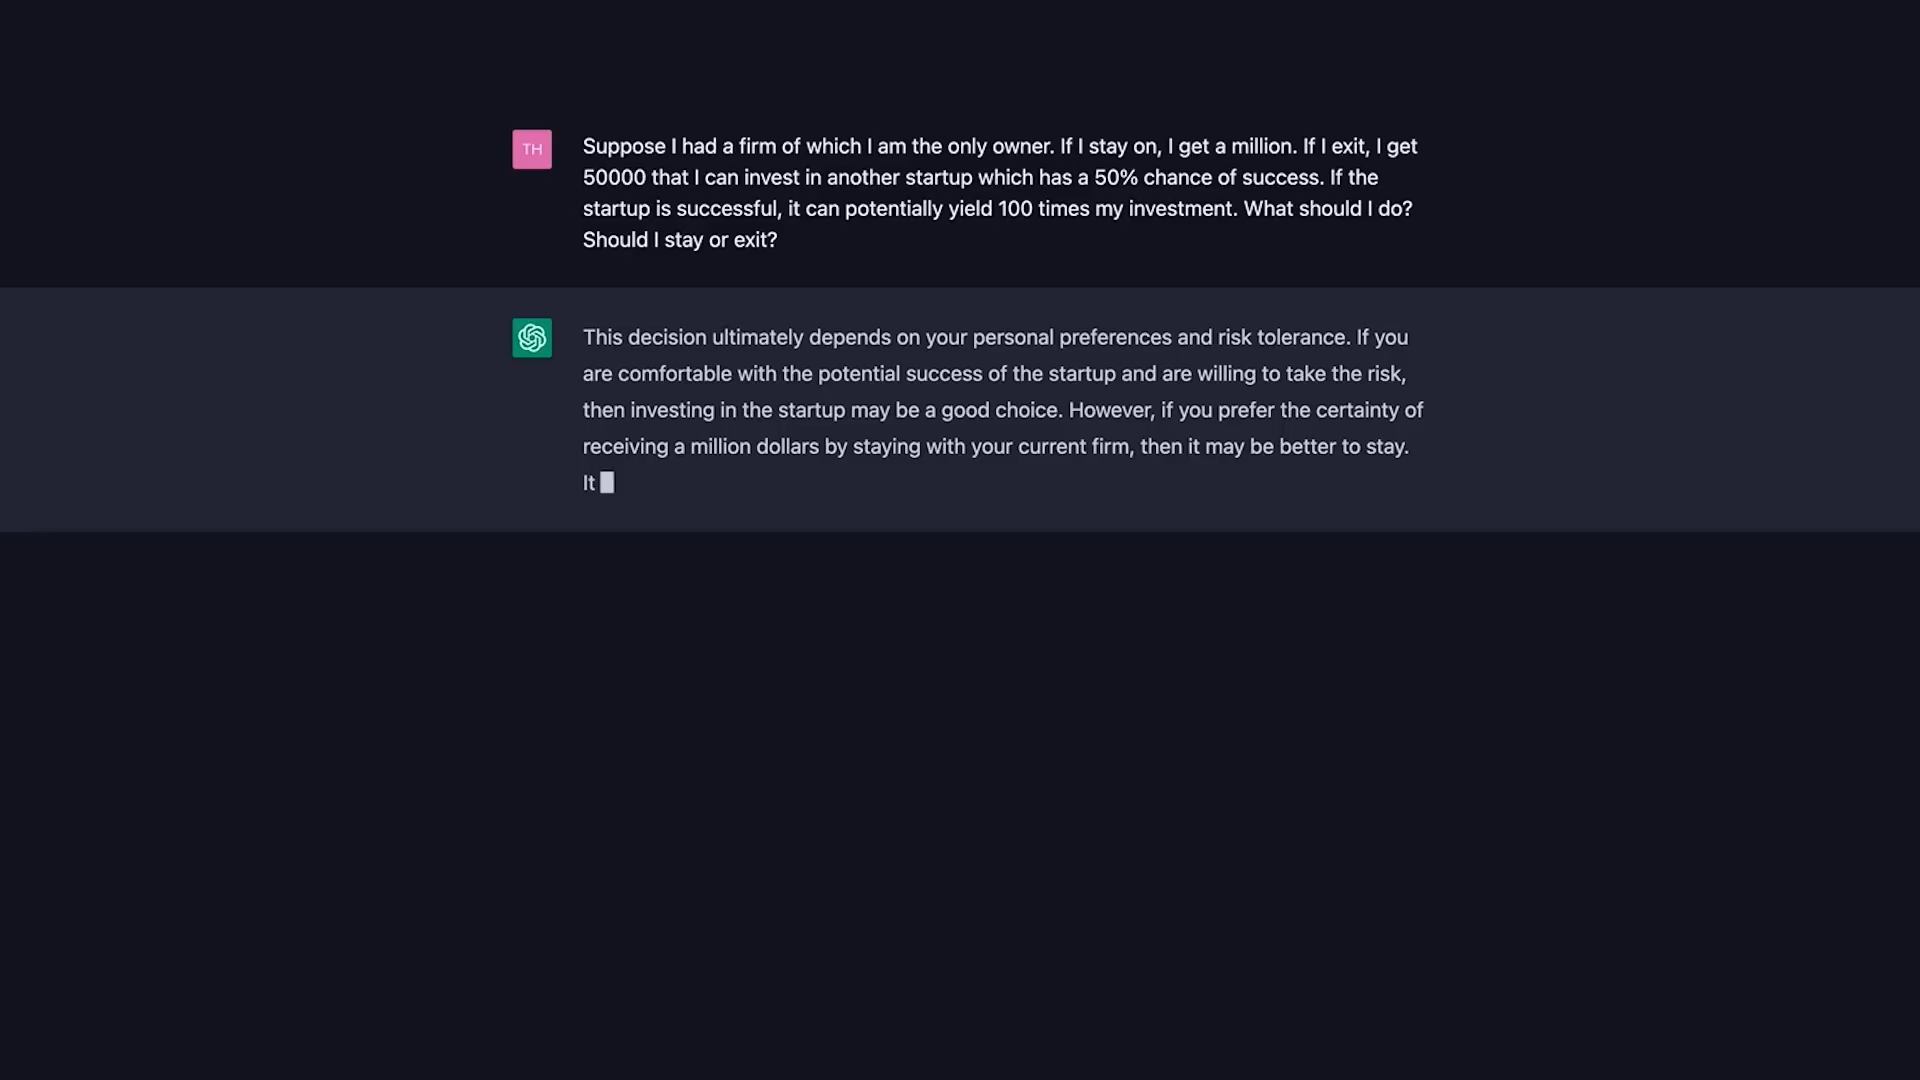 TH
Suppose I had a firm of which I am the only owner. If I stay on, I get a million. If I exit, I get
50000 that I can invest in another startup which has a 50% chance of success. If the
startup is successful, it can potentially yield 100 times my investment. What should I do?
Should I stay or exit?
This decision ultimately depends on your personal preferences and risk tolerance. If you
are comfortable with the potential success of the startup and are willing to take the risk,
then investing in the startup may be a good choice. However, if you prefer the certainty of
receiving a million dollars by staying with your current firm, then it may be better to stay.
It